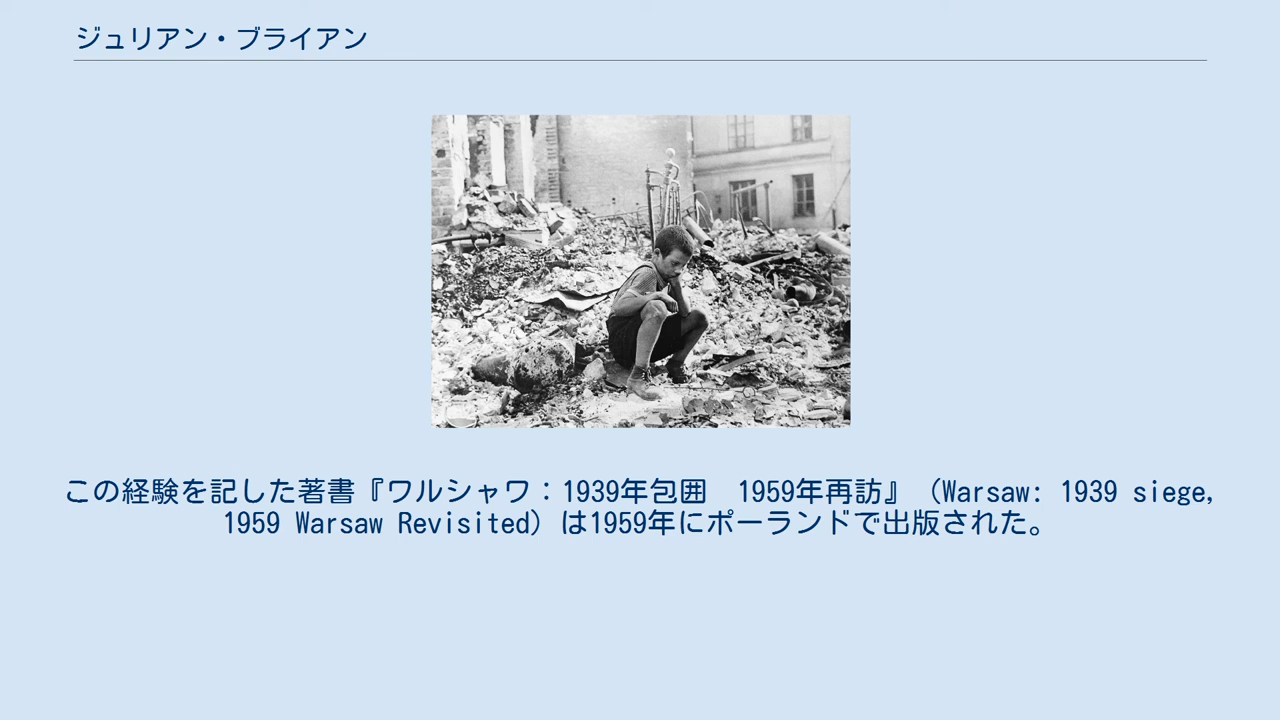 ジュリアン・ブライアン
この経験を記した著書『ワルシャワ：1939年包囲　1959年再訪』（Warsaw: 1939 siege,
1959 Warsaw Revisited）は1959年にポーランドで出版された。